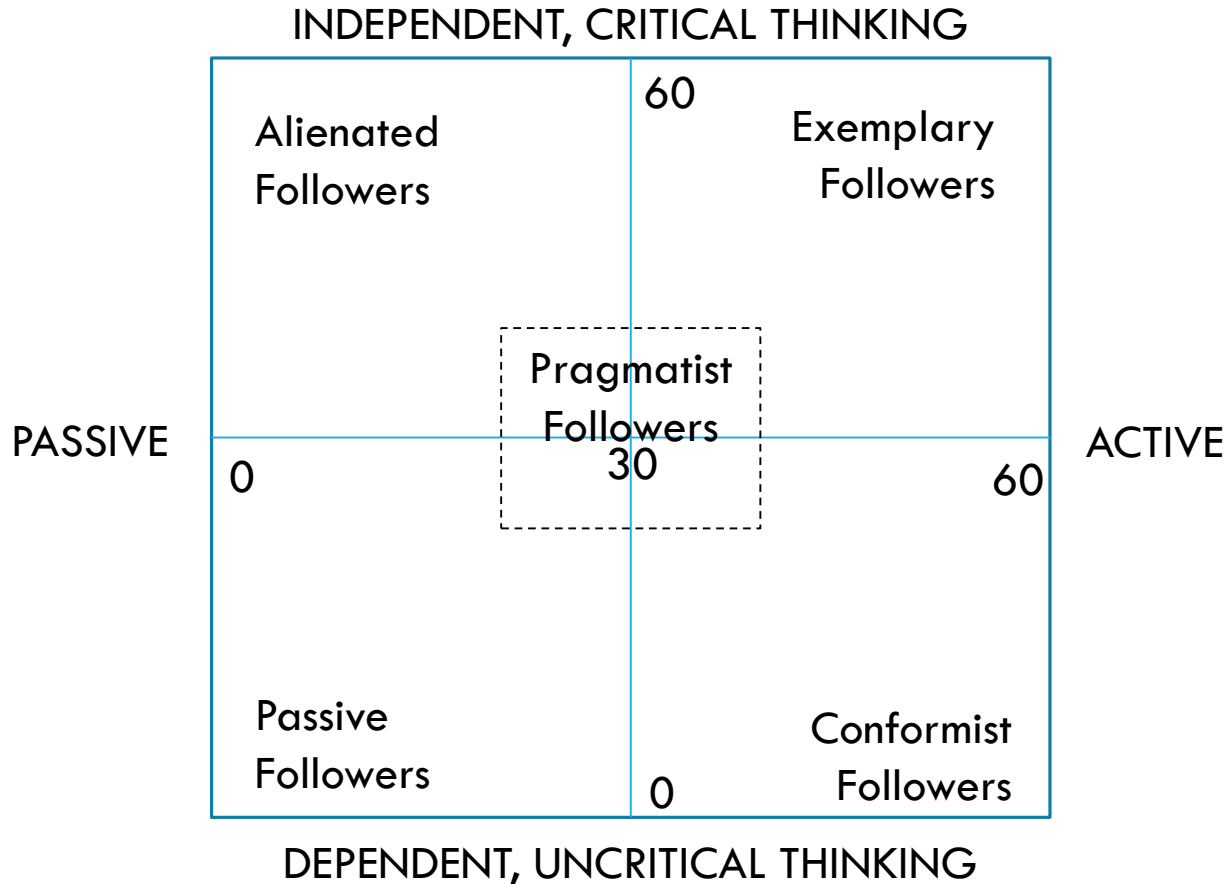 INDEPENDENT, CRITICAL THINKING
60
Alienated
Followers
Exemplary
Followers
Pragmatist
Followers
PASSIVE
ACTIVE
0
30
60
Passive
Followers
Conformist
Followers
0
DEPENDENT, UNCRITICAL THINKING